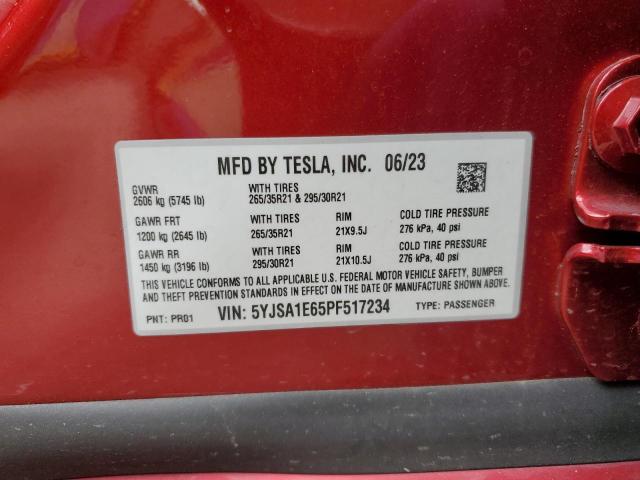 MFD BY TESLA, INC. 06/23
GVWR WITH TIRES
2606 kg (5745 lb) 265/35R21 & 295/30R21
GAWR FRT WITH TIRES RIM COLD TIRE PRESSURE
1200 kg (2645 lb) 265/35R21 21X9.5J 276 kPa, 40 psi
GAWR RR WITH TIRES RIM COLD TIRE PRESSURE
1450 kg (3196 lb) 295/30R21 21X10.5J 276 kPa, 40 psi
THIS VEHICLE CONFORMS TO ALL APPLICABLE U.S. FEDERAL MOTOR VEHICLE SAFETY, BUMPER
AND THEFT PREVENTION STANDARDS IN EFFECT ON THE DATE OF MANUFACTURE SHOWN ABOVE.
PNT: PR01 VIN: 5YJSA1E65PF517234 TYPE: PASSENGER